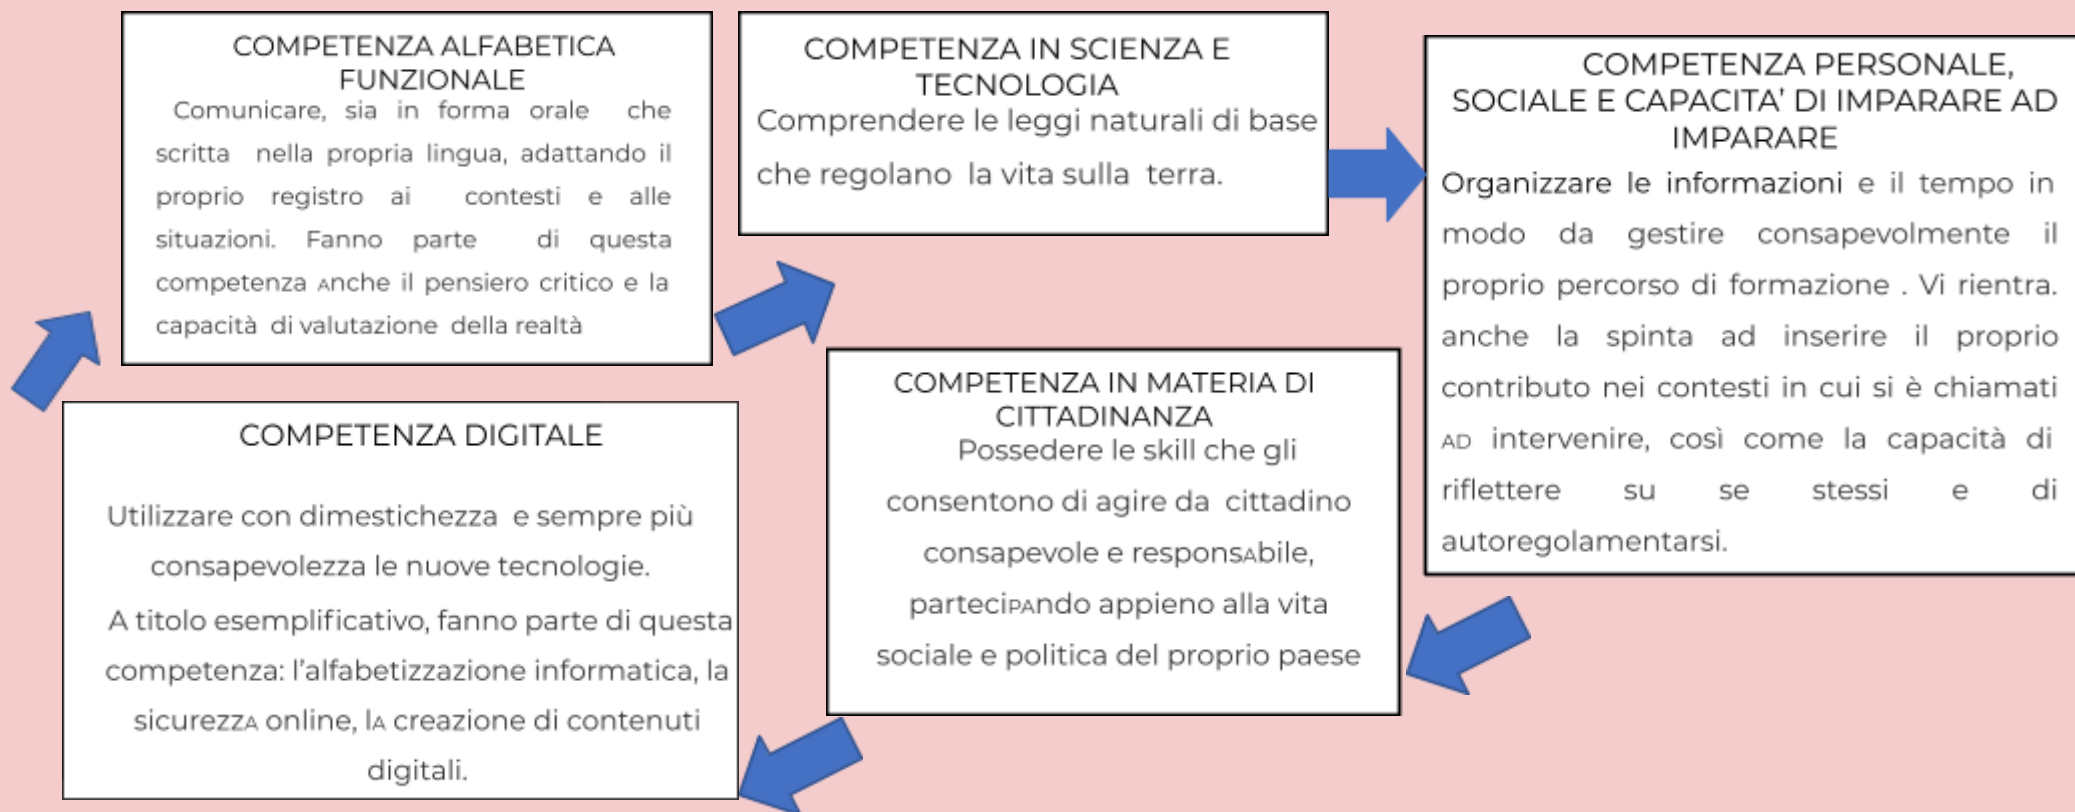 COMPETENZA ALFABETICA
FUNZIONALE
Comunicare, sia in forma orale che
scritta nella propria lingua, adattando il
proprio registro ai contesti e alle
situazioni. Fanno parte di questa
competenza Anche il pensiero critico e la
capacità di valutazione della realtà
COMPETENZA IN SCIENZA E
TECNOLOGIA
Comprendere le leggi naturali di base
che regolano la vita sulla terra.
COMPETENZA PERSONALE,
SOCIALE E CAPACITA' DI IMPARARE AD
IMPARARE
Organizzare le informazioni e il tempo in
modo da gestire consapevolmente il
proprio percorso di formazione . Vi rientra.
anche la spinta ad inserire il proprio
contributo nei contesti in cui si è chiamati
AD intervenire, così come la capacità di
riflettere su se stessi e di
autoregolamentarsi.
COMPETENZA IN MATERIA DI
CITTADINANZA
Possedere le skill che gli
consentono di agire da cittadino
consapevole e responsAbile,
parteciPAndo appieno alla vita
sociale e politica del proprio paese
COMPETENZA DIGITALE
Utilizzare con dimestichezza e sempre più
consapevolezza le nuove tecnologie.
A titolo esemplificativo, fanno parte di questa
competenza: l'alfabetizzazione informatica, la
sicurezzA online, lA creazione di contenuti
digitali.